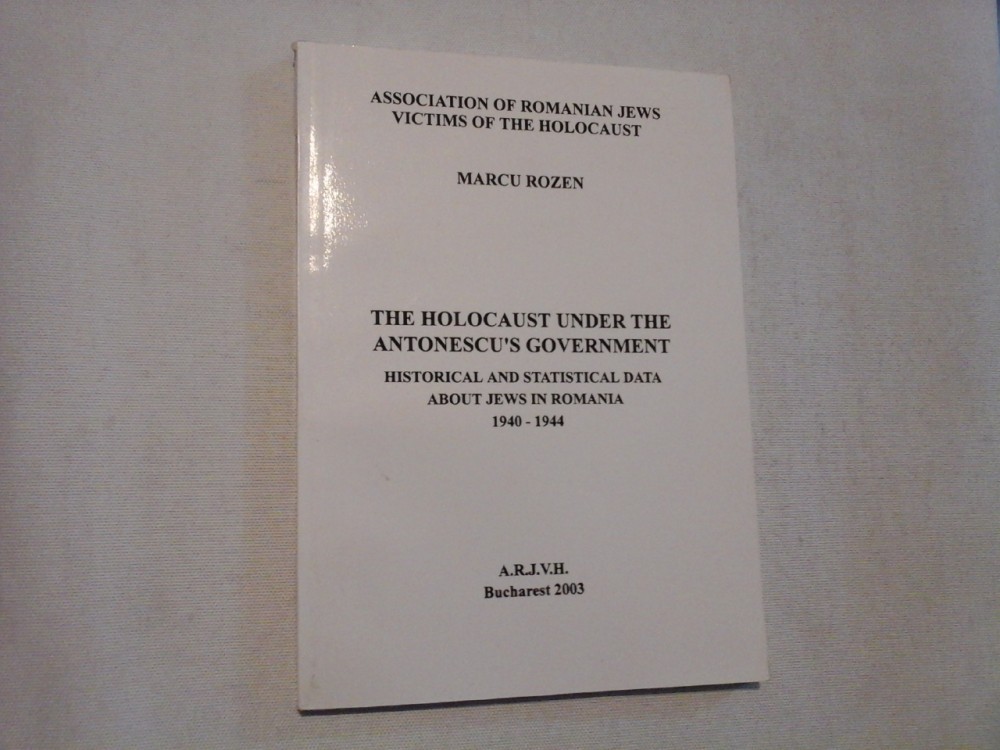 ASSOCIATION OF ROMANIAN JEWS
VICTIMS OF THE HOLOCAUST
MARCU ROZEN
THE HOLOCAUST UNDER THE
ANTONESCU'S GOVERNMENT
HISTORICAL AND STATISTICAL DATA
ABOUT JEWS IN ROMANIA
1940 - 1944
A.R.J.V.H.
Bucharest 2003